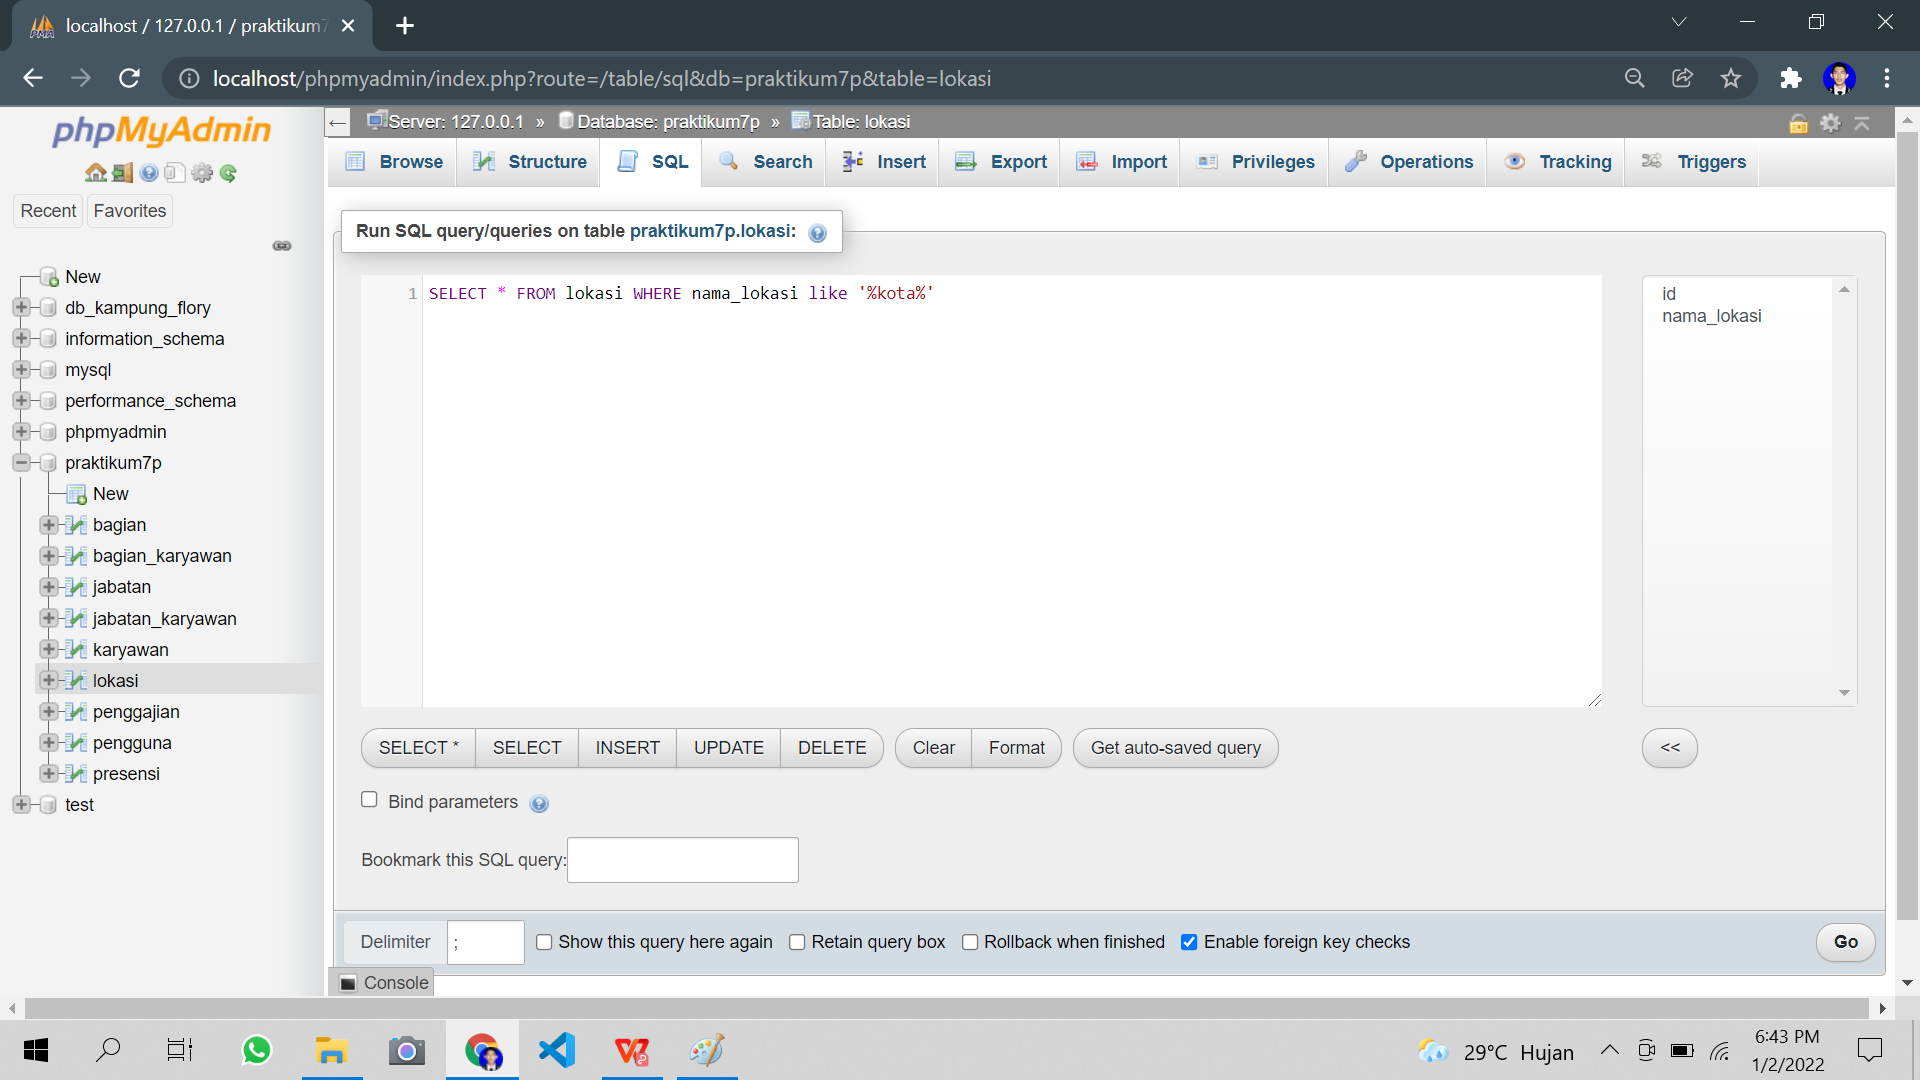 localhost / 127.0.0.1 / praktikum7
localhost/phpmyadmin/index.php?route=/table/sql&db=praktikum7p&table=lokasi
phpMyAdmin
Recent Favorites
New
db_kampung_flory
information_schema
mysql
performance_schema
phpmyadmin
praktikum7p
New
bagian
bagian_karyawan
jabatan
jabatan_karyawan
karyawan
lokasi
penggajian
pengguna
presensi
test
Server: 127.0.0.1 » Database: praktikum7p » Table: lokasi
Browse Structure SQL Search Insert Export Import Privileges Operations Tracking Triggers
Run SQL query/queries on table praktikum7p.lokasi:
1 SELECT * FROM lokasi WHERE nama_lokasi like '%kota%'
id
nama_lokasi
SELECT * SELECT INSERT UPDATE DELETE Clear Format Get auto-saved query <<
Bind parameters
Bookmark this SQL query:
Delimiter ; Show this query here again Retain query box Rollback when finished Enable foreign key checks Go
Console
29°C Hujan
6:43 PM
1/2/2022